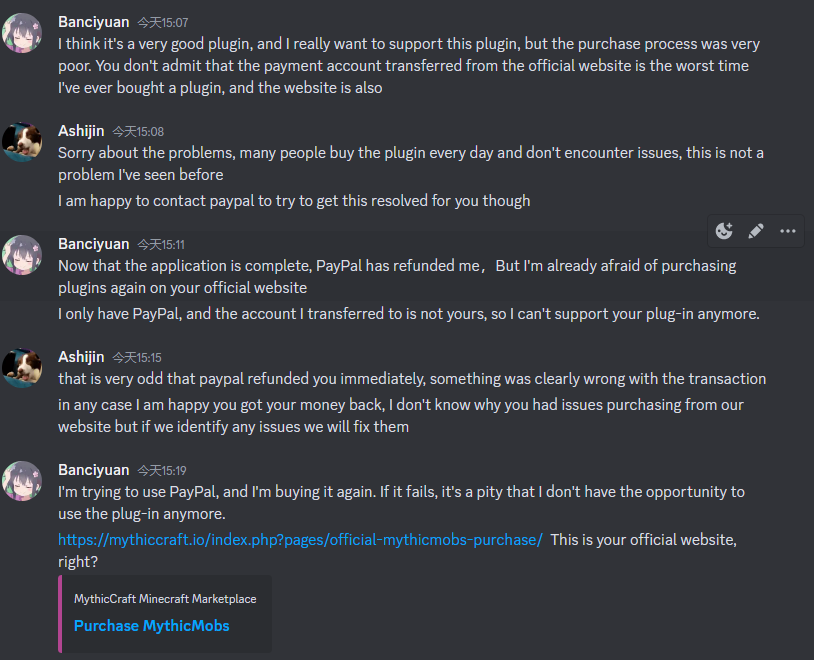 Banciyuan 今天15:07
I think it's a very good plugin, and I really want to support this plugin, but the purchase process was very
poor. You don't admit that the payment account transferred from the official website is the worst time
I've ever bought a plugin, and the website is also
Ashijin 今天15:08
Sorry about the problems, many people buy the plugin every day and don't encounter issues, this is not a
problem I've seen before
I am happy to contact paypal to try to get this resolved for you though
Banciyuan 今天15:11
Now that the application is complete, PayPal has refunded me，But I'm already afraid of purchasing
plugins again on your official website
I only have PayPal, and the account I transferred to is not yours, so I can't support your plug-in anymore.
Ashijin 今天15:15
that is very odd that paypal refunded you immediately, something was clearly wrong with the transaction
in any case I am happy you got your money back, I don't know why you had issues purchasing from our
website but if we identify any issues we will fix them
Banciyuan 今天15:19
I'm trying to use PayPal, and I'm buying it again. If it fails, it's a pity that I don't have the opportunity to
use the plug-in anymore.
https://mythiccraft.io/index.php?pages/official-mythicmobs-purchase/ This is your official website,
right?
MythicCraft Minecraft Marketplace
Purchase MythicMobs